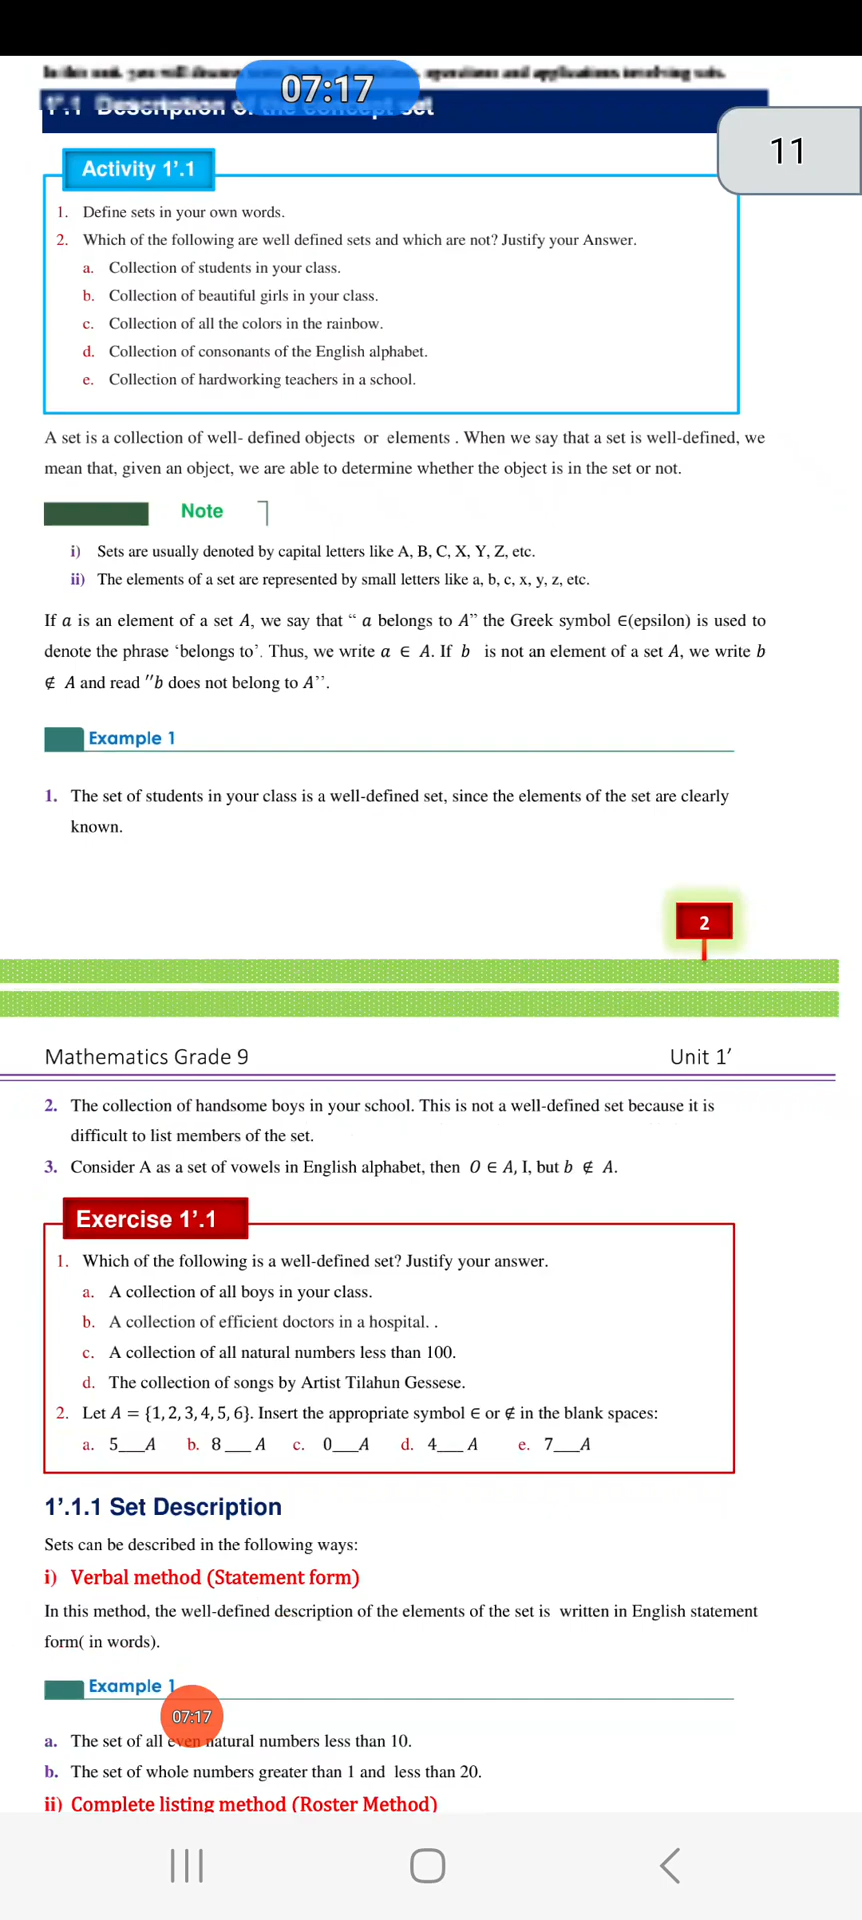 07:17
11
Activity 1’.1
1. Define sets in your own words.
2. Which of the following are well defined sets and which are not? Justify your Answer.
a. Collection of students in your class.
b. Collection of beautiful girls in your class.
c. Collection of all the colors in the rainbow.
d. Collection of consonants of the English alphabet.
e. Collection of hardworking teachers in a school.
A set is a collection of well- defined objects or elements . When we say that a set is well-defined, we
mean that, given an object, we are able to determine whether the object is in the set or not.
Note
i) Sets are usually denoted by capital letters like A, B, C, X, Y, Z, etc.
ii) The elements of a set are represented by small letters like a, b, c, x, y, z, etc.
If a is an element of a set A, we say that “ a belongs to A” the Greek symbol ∈(epsilon) is used to
denote the phrase ‘belongs to’. Thus, we write a ∈ A. If b is not an element of a set A, we write b
∉ A and read ′′b does not belong to A’’.
Example 1
1. The set of students in your class is a well-defined set, since the elements of the set are clearly
known.
2
Mathematics Grade 9 Unit 1′
2. The collection of handsome boys in your school. This is not a well-defined set because it is
difficult to list members of the set.
3. Consider A as a set of vowels in English alphabet, then O ∈ A, I, but b ∉ A.
Exercise 1’.1
1. Which of the following is a well-defined set? Justify your answer.
a. A collection of all boys in your class.
b. A collection of efficient doctors in a hospital. .
c. A collection of all natural numbers less than 100.
d. The collection of songs by Artist Tilahun Gessese.
2. Let A = {1, 2, 3, 4, 5, 6}. Insert the appropriate symbol ∈ or ∉ in the blank spaces:
a. 5___A b. 8___ A c. 0___A d. 4___ A e. 7___A
1’.1.1 Set Description
Sets can be described in the following ways:
i) Verbal method (Statement form)
In this method, the well-defined description of the elements of the set is written in English statement
form( in words).
Example 1
07:17
a. The set of all even natural numbers less than 10.
b. The set of whole numbers greater than 1 and less than 20.
ii) Complete listing method (Roster Method)